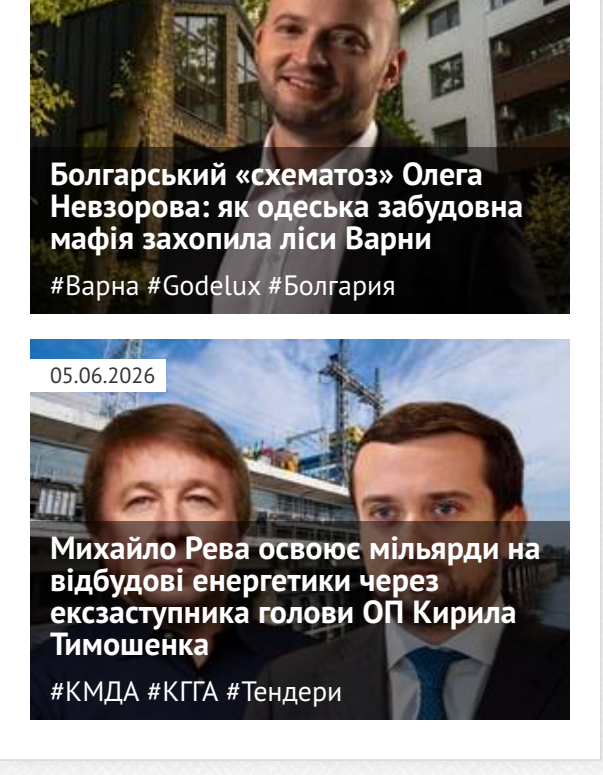 Болгарський «схематоз» Олега
Невзорова: як одеська забудовна
мафія захопила ліси Варни
#Варна #Godelux #Болгария
05.06.2026
Михайло Рева освоює мільярди на
відбудові енергетики через
ексзаступника голови ОП Кирила
Тимошенка
#КМДА #КГГА #Тендери